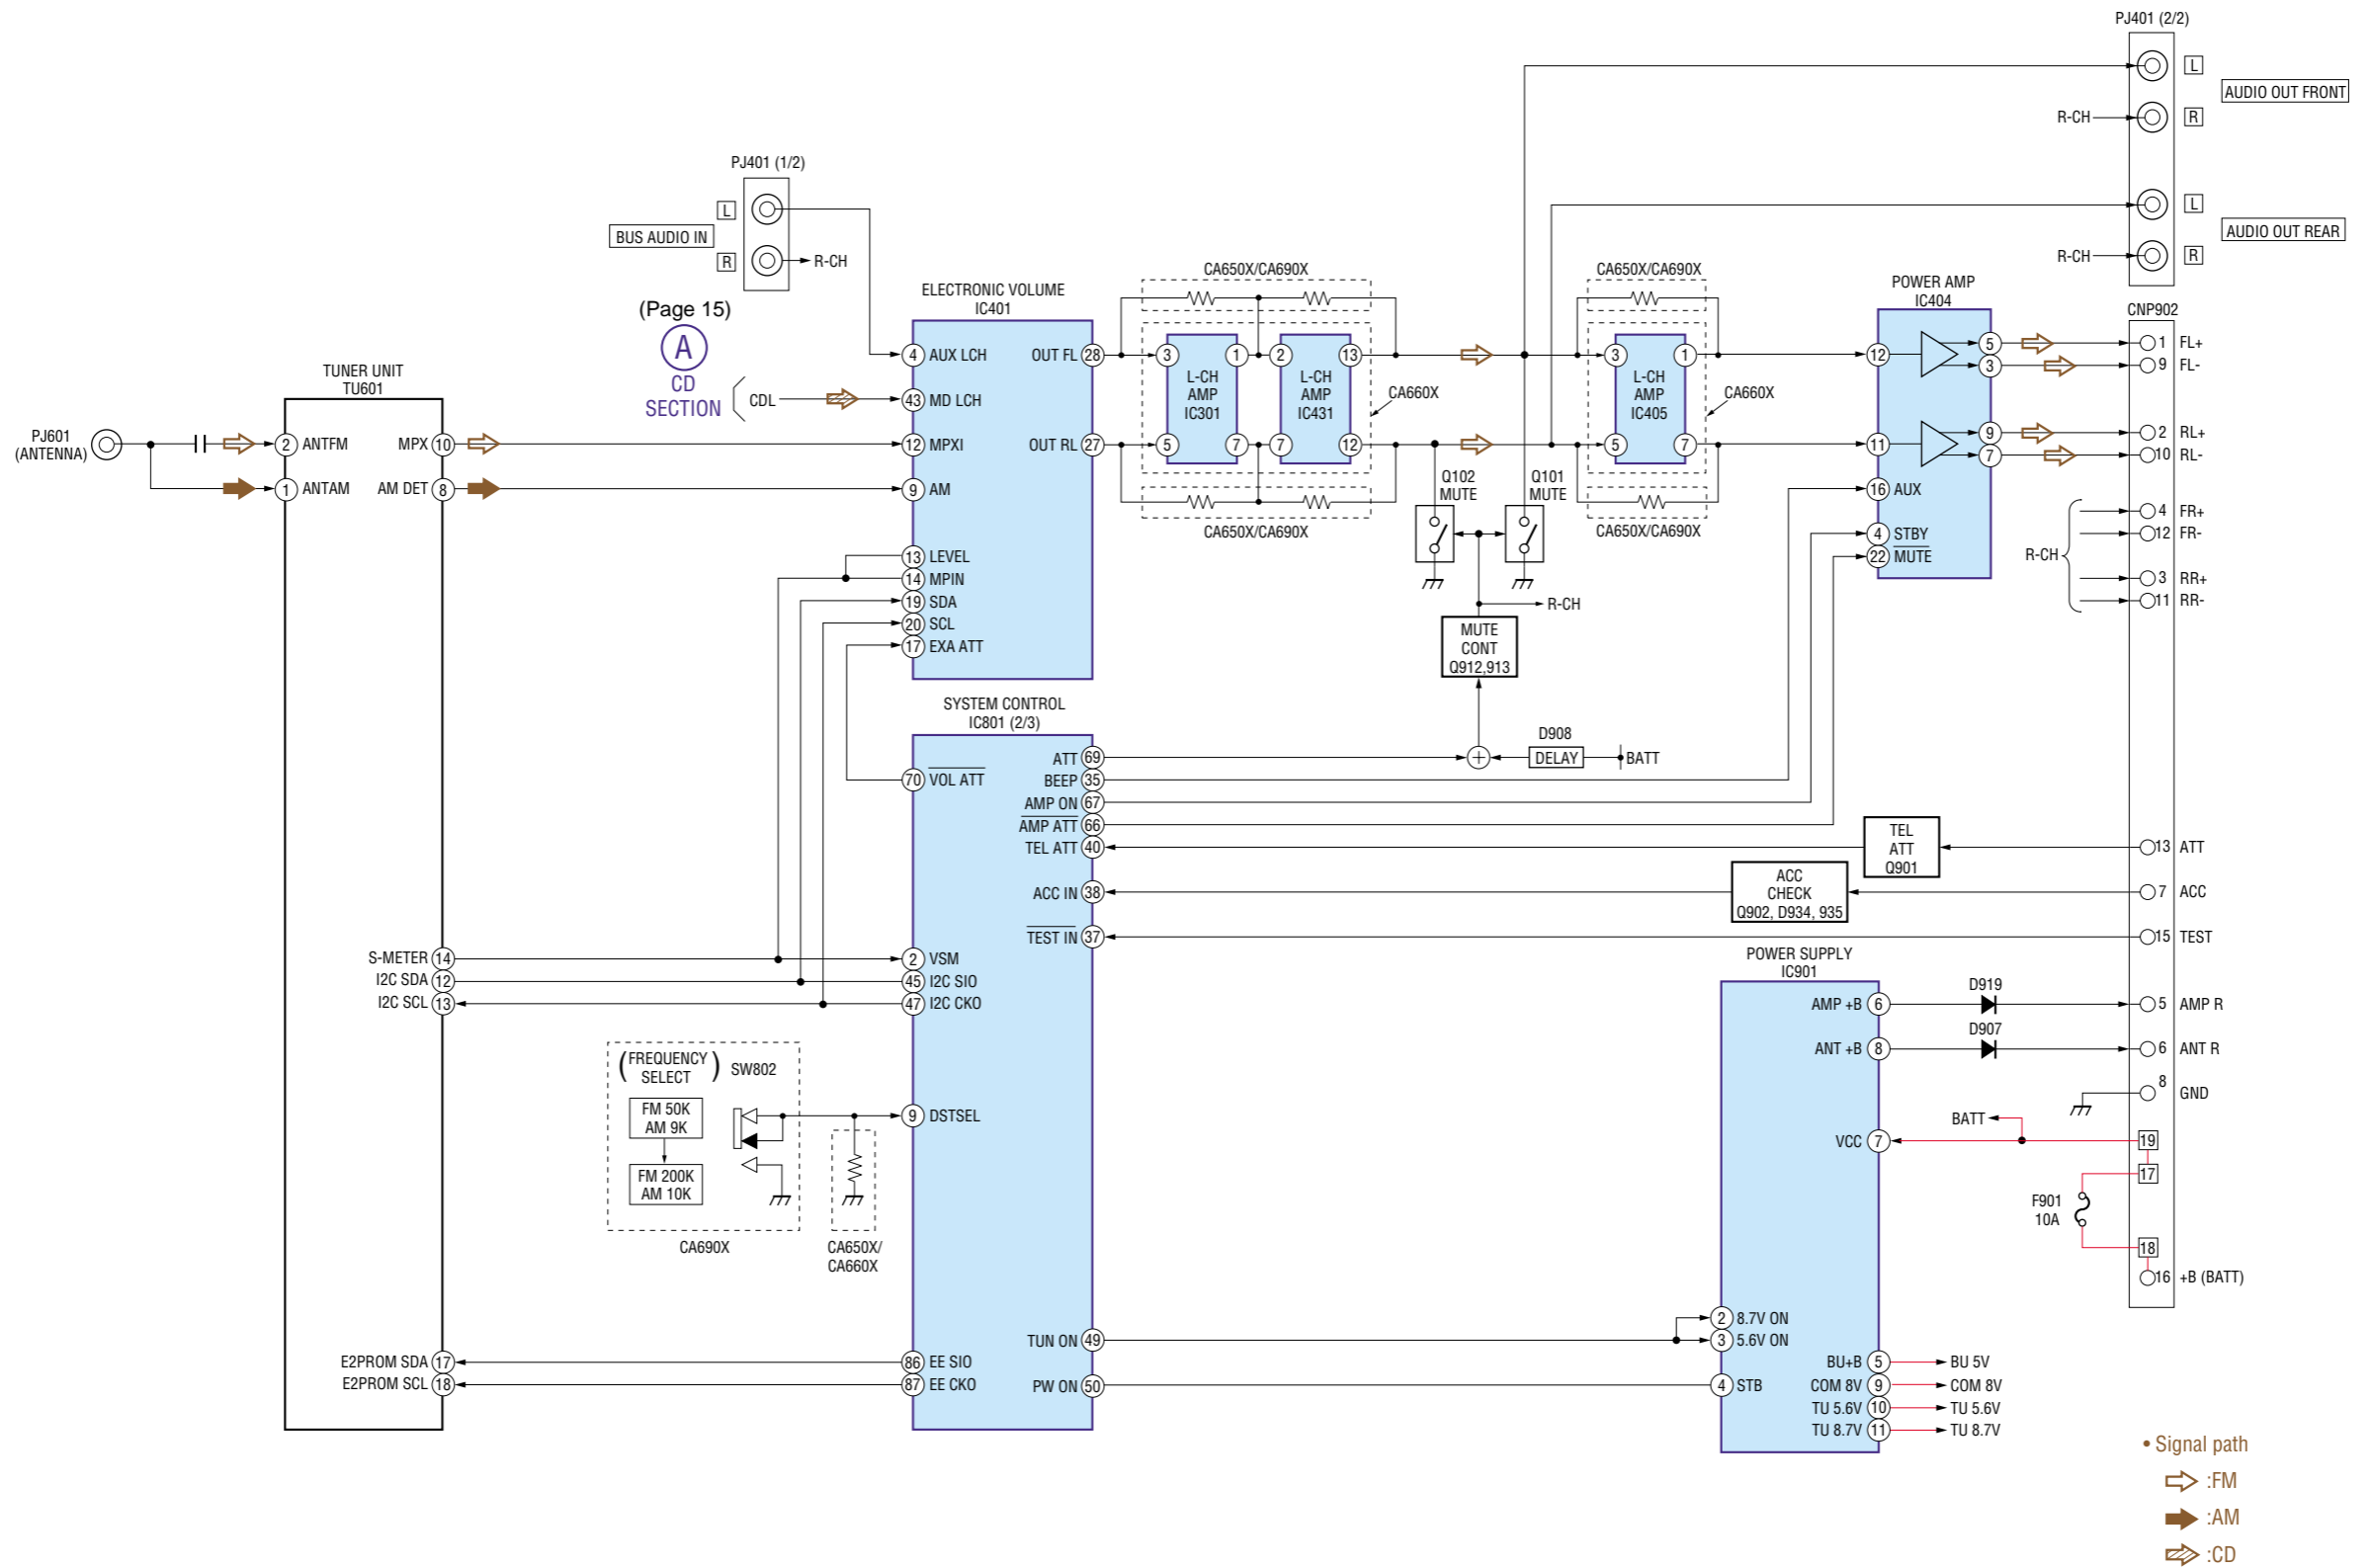 PJ401 (2/2)
L
AUDIO OUT FRONT
R-CH
R
L
AUDIO OUT REAR
R-CH
R
PJ401 (1/2)
L
BUS AUDIO IN
R
R-CH
(Page 15)
A
CD
SECTION
CDL
TUNER UNIT
TU601
PJ601
(ANTENNA)
2 ANTFM
1 ANTAM
MPX 10
AM DET 8
S-METER 14
I2C SDA 12
I2C SCL 13
E2PROM SDA 17
E2PROM SCL 18
ELECTRONIC VOLUME
IC401
4 AUX LCH
43 MD LCH
12 MPXI
9 AM
13 LEVEL
14 MPIN
19 SDA
20 SCL
17 EXA ATT
OUT FL 28
OUT RL 27
CA650X/CA690X
3
1
5
7
L-CH
AMP
IC301
2
13
7
12
L-CH
AMP
IC431
CA660X
CA650X/CA690X
CA650X/CA690X
3
1
5
7
L-CH
AMP
IC405
CA660X
CA650X/CA690X
Q102
MUTE
Q101
MUTE
R-CH
MUTE
CONT
Q912,913
D908
DELAY
BATT
POWER AMP
IC404
12
11
16 AUX
4 STBY
22 MUTE
5
3
9
7
CNP902
1 FL+
9 FL-
2 RL+
10 RL-
R-CH
4 FR+
12 FR-
3 RR+
11 RR-
13 ATT
7 ACC
15 TEST
5 AMP R
6 ANT R
8 GND
19
17
18
16 +B (BATT)
SYSTEM CONTROL
IC801 (2/3)
70 VOL ATT
2 VSM
45 I2C SIO
47 I2C CKO
9 DSTSEL
86 EE SIO
87 EE CKO
ATT 69
BEEP 35
AMP ON 67
AMP ATT 66
TEL ATT 40
ACC IN 38
TEST IN 37
TUN ON 49
PW ON 50
TEL
ATT
Q901
ACC
CHECK
Q902, D934, 935
(FREQUENCY
SELECT)
SW802
FM 50K
AM 9K
FM 200K
AM 10K
CA690X
CA650X/
CA660X
POWER SUPPLY
IC901
AMP +B 6
ANT +B 8
VCC 7
2 8.7V ON
3 5.6V ON
4 STB
BU+B 5
COM 8V 9
TU 5.6V 10
TU 8.7V 11
BU 5V
COM 8V
TU 5.6V
TU 8.7V
D919
D907
BATT
F901
10A
• Signal path
:FM
:AM
:CD